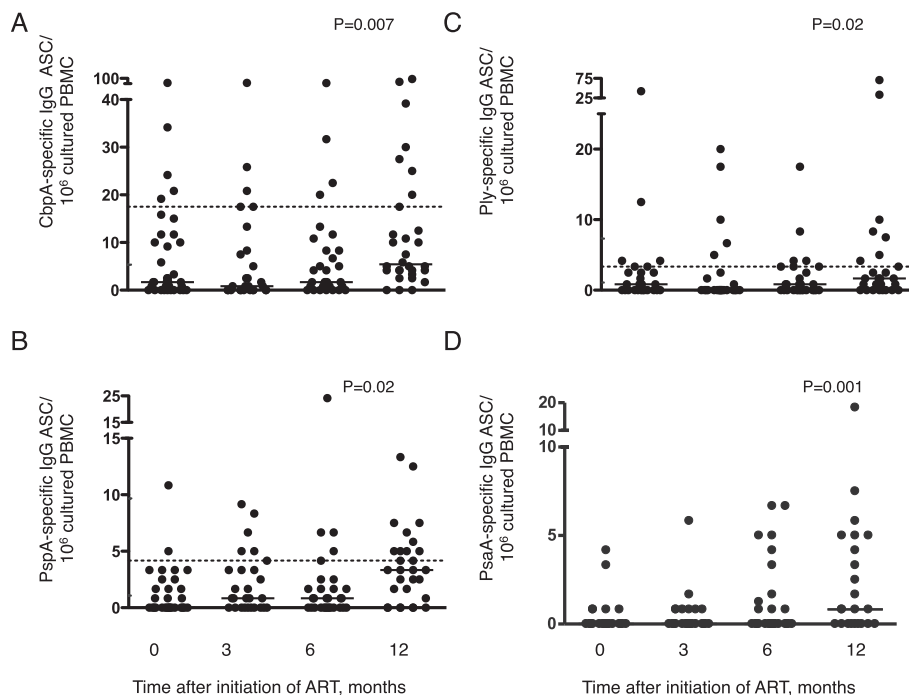 A
P=0.007
CbpA-specific IgG ASC/
10⁶ cultured PBMC
100
40
30
20
10
0
C
P=0.02
Ply-specific IgG ASC/
10⁶ cultured PBMC
75
25
20
10
0
B
P=0.02
PspA-specific IgG ASC/
10⁶ cultured PBMC
25
15
15
10
5
0
0 3 6 12
Time after initiation of ART, months
D
P=0.001
PsaA-specific IgG ASC/
10⁶ cultured PBMC
20
10
10
5
0
0 3 6 12
Time after initiation of ART, months